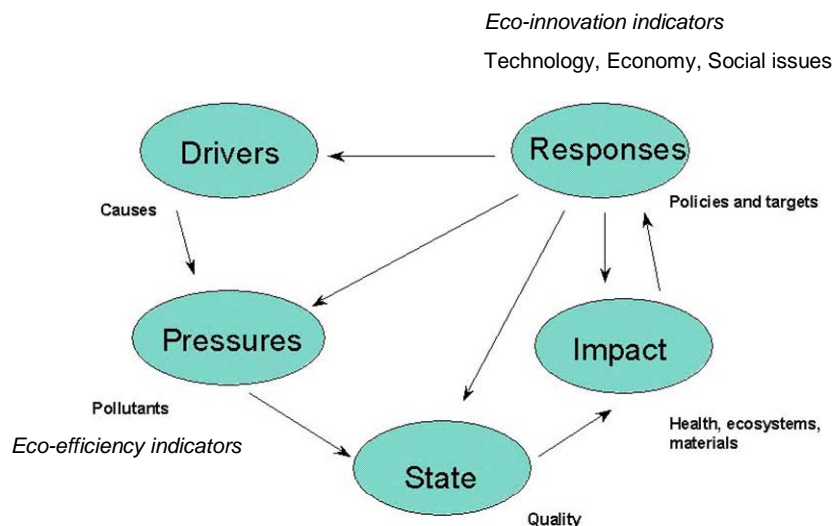 Eco-innovation indicators
Technology, Economy, Social issues
Drivers
Responses
Causes
Policies and targets
Pressures
Impact
Pollutants
Health, ecosystems,
materials
Eco-efficiency indicators
State
Quality